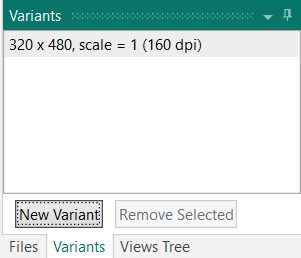 Variants
320 x 480, scale = 1 (160 dpi)
New Variant Remove Selected
Files Variants Views Tree